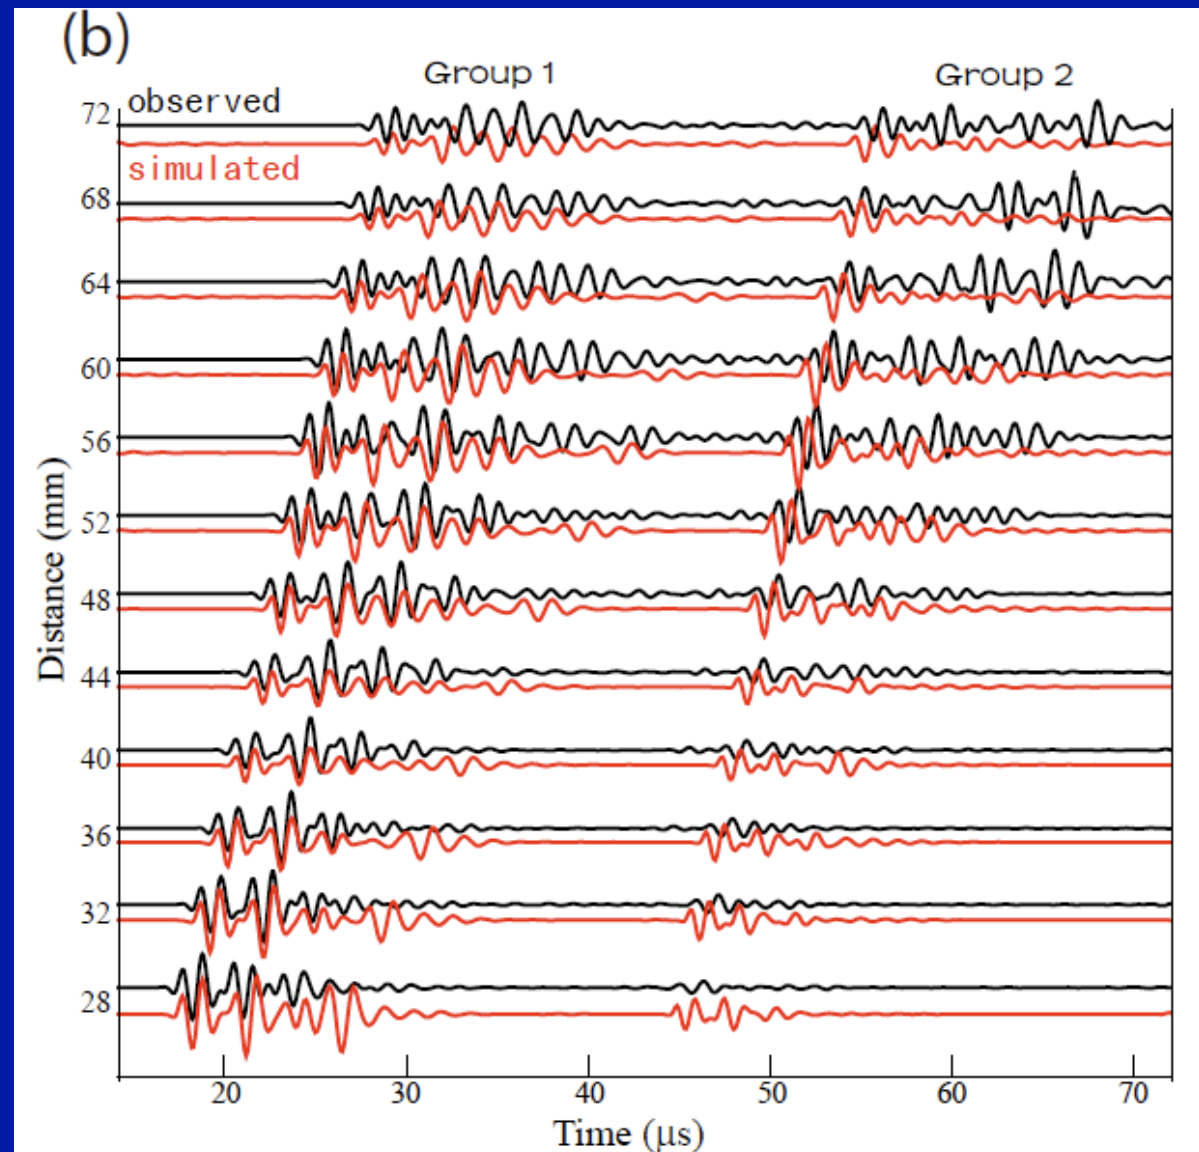 (b)
Group 1
Group 2
observed
simulated
72
68
64
60
56
52
48
44
40
36
32
28
Distance (mm)
20 30 40 50 60 70
Time (μs)